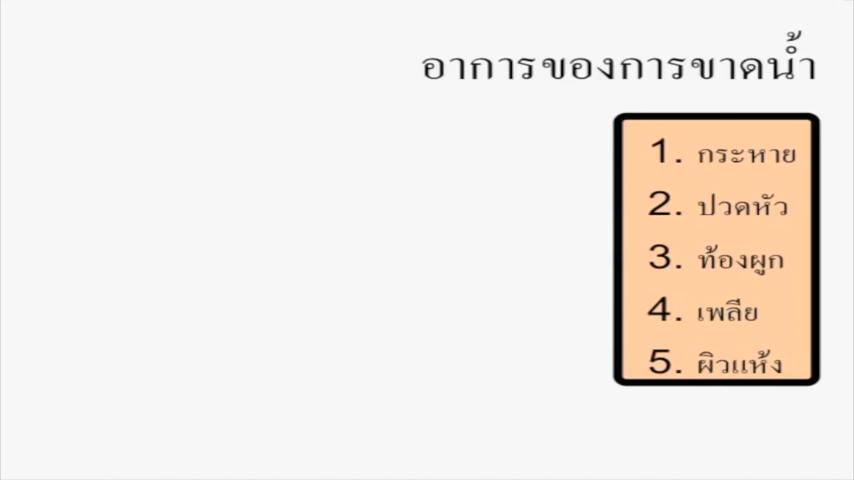 อาการของการขาดน้ำ
1. กระหาย
2. ปวดหัว
3. ท้องผูก
4. เพลีย
5. ผิวแห้ง